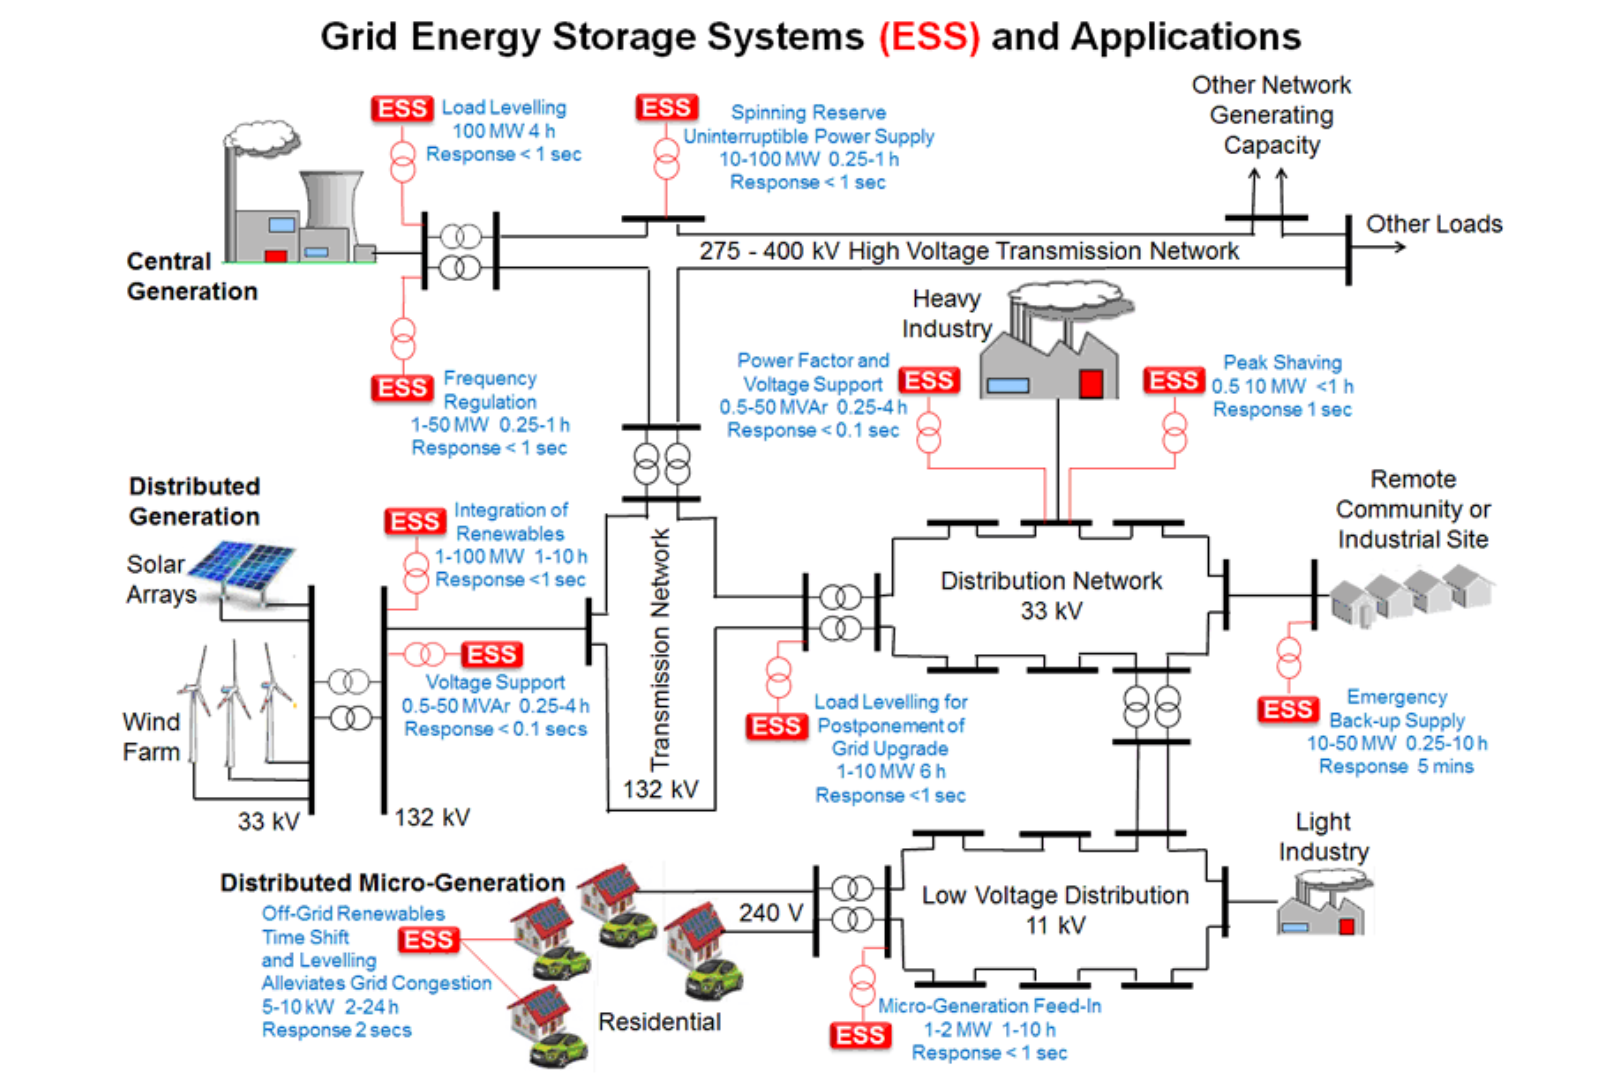 Grid Energy Storage Systems (ESS) and Applications
ESS
Load Levelling
100 MW 4 h
Response < 1 sec
ESS
Spinning Reserve
Uninterruptible Power Supply
10-100 MW 0.25-1 h
Response < 1 sec
Other Network
Generating
Capacity
Other Loads
275 - 400 kV High Voltage Transmission Network
Central
Generation
ESS
Frequency
Regulation
1-50 MW 0.25-1 h
Response < 1 sec
Heavy
Industry
Power Factor and
Voltage Support
0.5-50 MVAr 0.25-4 h
Response < 0.1 sec
ESS
ESS
Peak Shaving
0.5 10 MW <1 h
Response 1 sec
Distributed
Generation
Solar
Arrays
Wind
Farm
33 kV
132 kV
ESS
Integration of
Renewables
1-100 MW 1-10 h
Response <1 sec
ESS
Voltage Support
0.5-50 MVAr 0.25-4 h
Response < 0.1 secs
Transmission Network
132 kV
Distribution Network
33 kV
Remote
Community or
Industrial Site
ESS
Load Levelling for
Postponement of
Grid Upgrade
1-10 MW 6 h
Response <1 sec
ESS
Emergency
Back-up Supply
10-50 MW 0.25-10 h
Response 5 mins
Light
Industry
Low Voltage Distribution
11 kV
240 V
Distributed Micro-Generation
Off-Grid Renewables
Time Shift
and Levelling
Alleviates Grid Congestion
5-10 kW 2-24 h
Response 2 secs
ESS
Residential
ESS
Micro-Generation Feed-In
1-2 MW 1-10 h
Response < 1 sec